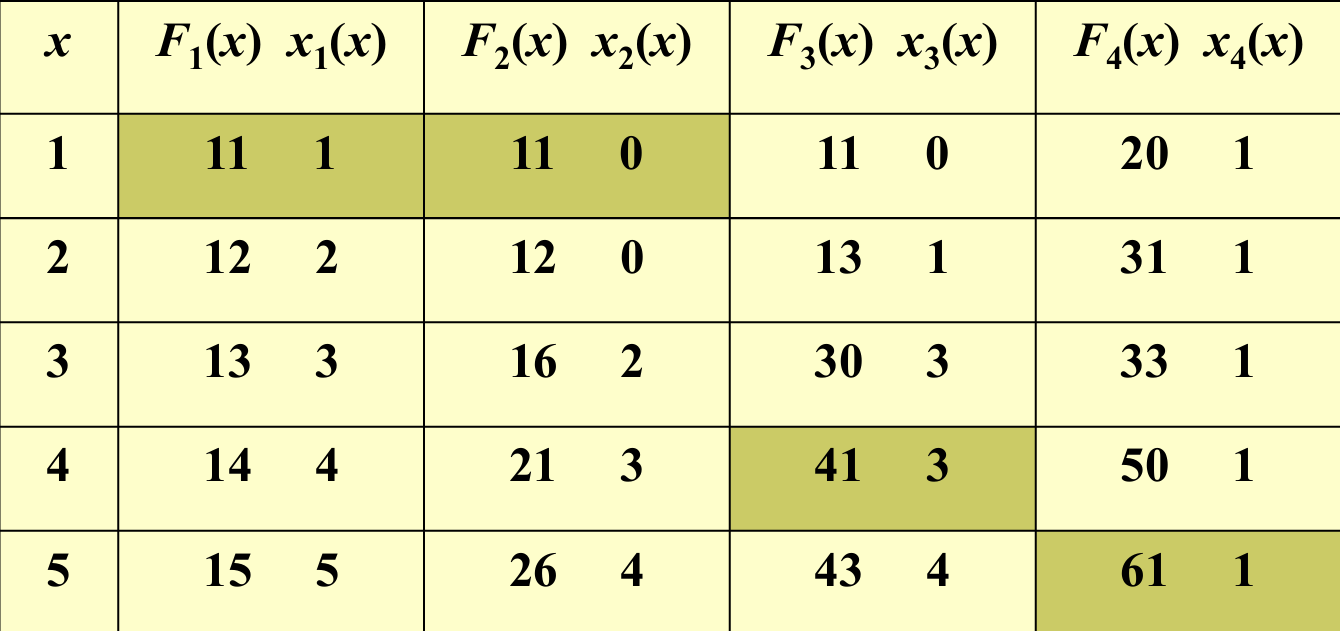 x F₁(x) x₁(x) F₂(x) x₂(x) F₃(x) x₃(x) F₄(x) x₄(x)
1 11 1 11 0 11 0 20 1
2 12 2 12 0 13 1 31 1
3 13 3 16 2 30 3 33 1
4 14 4 21 3 41 3 50 1
5 15 5 26 4 43 4 61 1